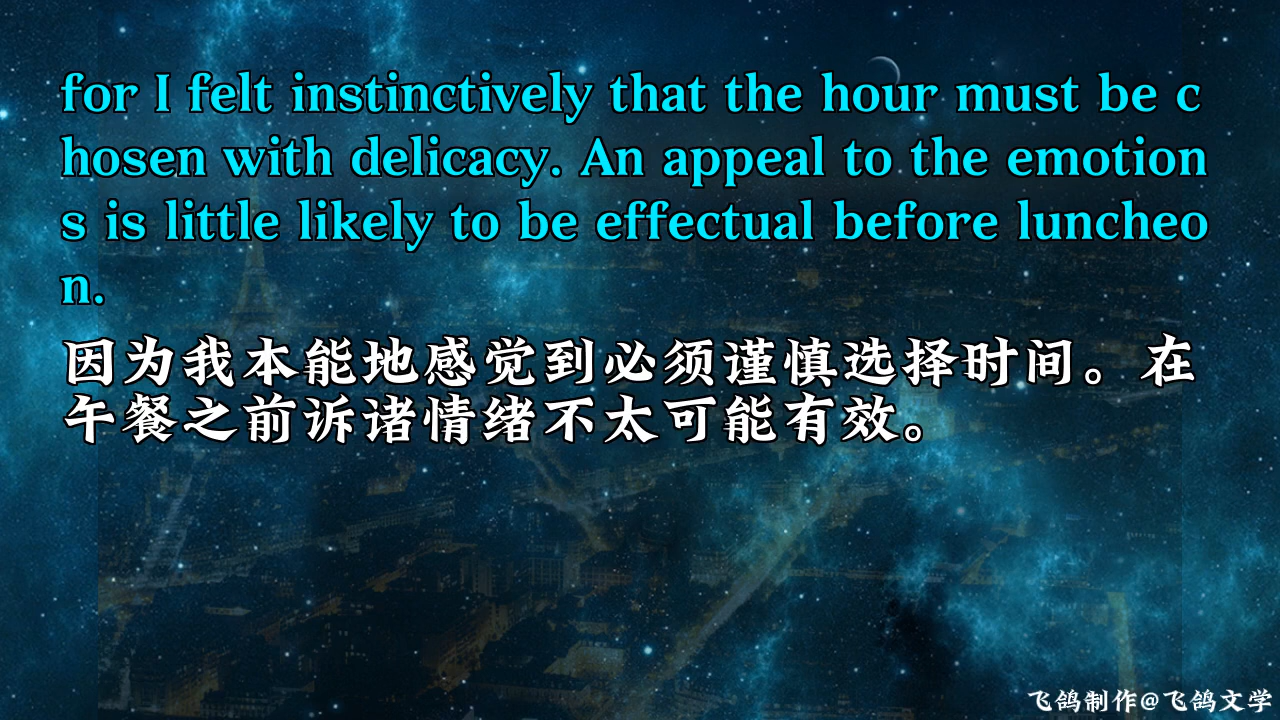 for I felt instinctively that the hour must be c
hosen with delicacy. An appeal to the emotion
s is little likely to be effectual before luncheo
n.
因为我本能地感觉到必须谨慎选择时间。在
午餐之前诉诸情绪不太可能有效。
飞鸽制作@飞鸽文学